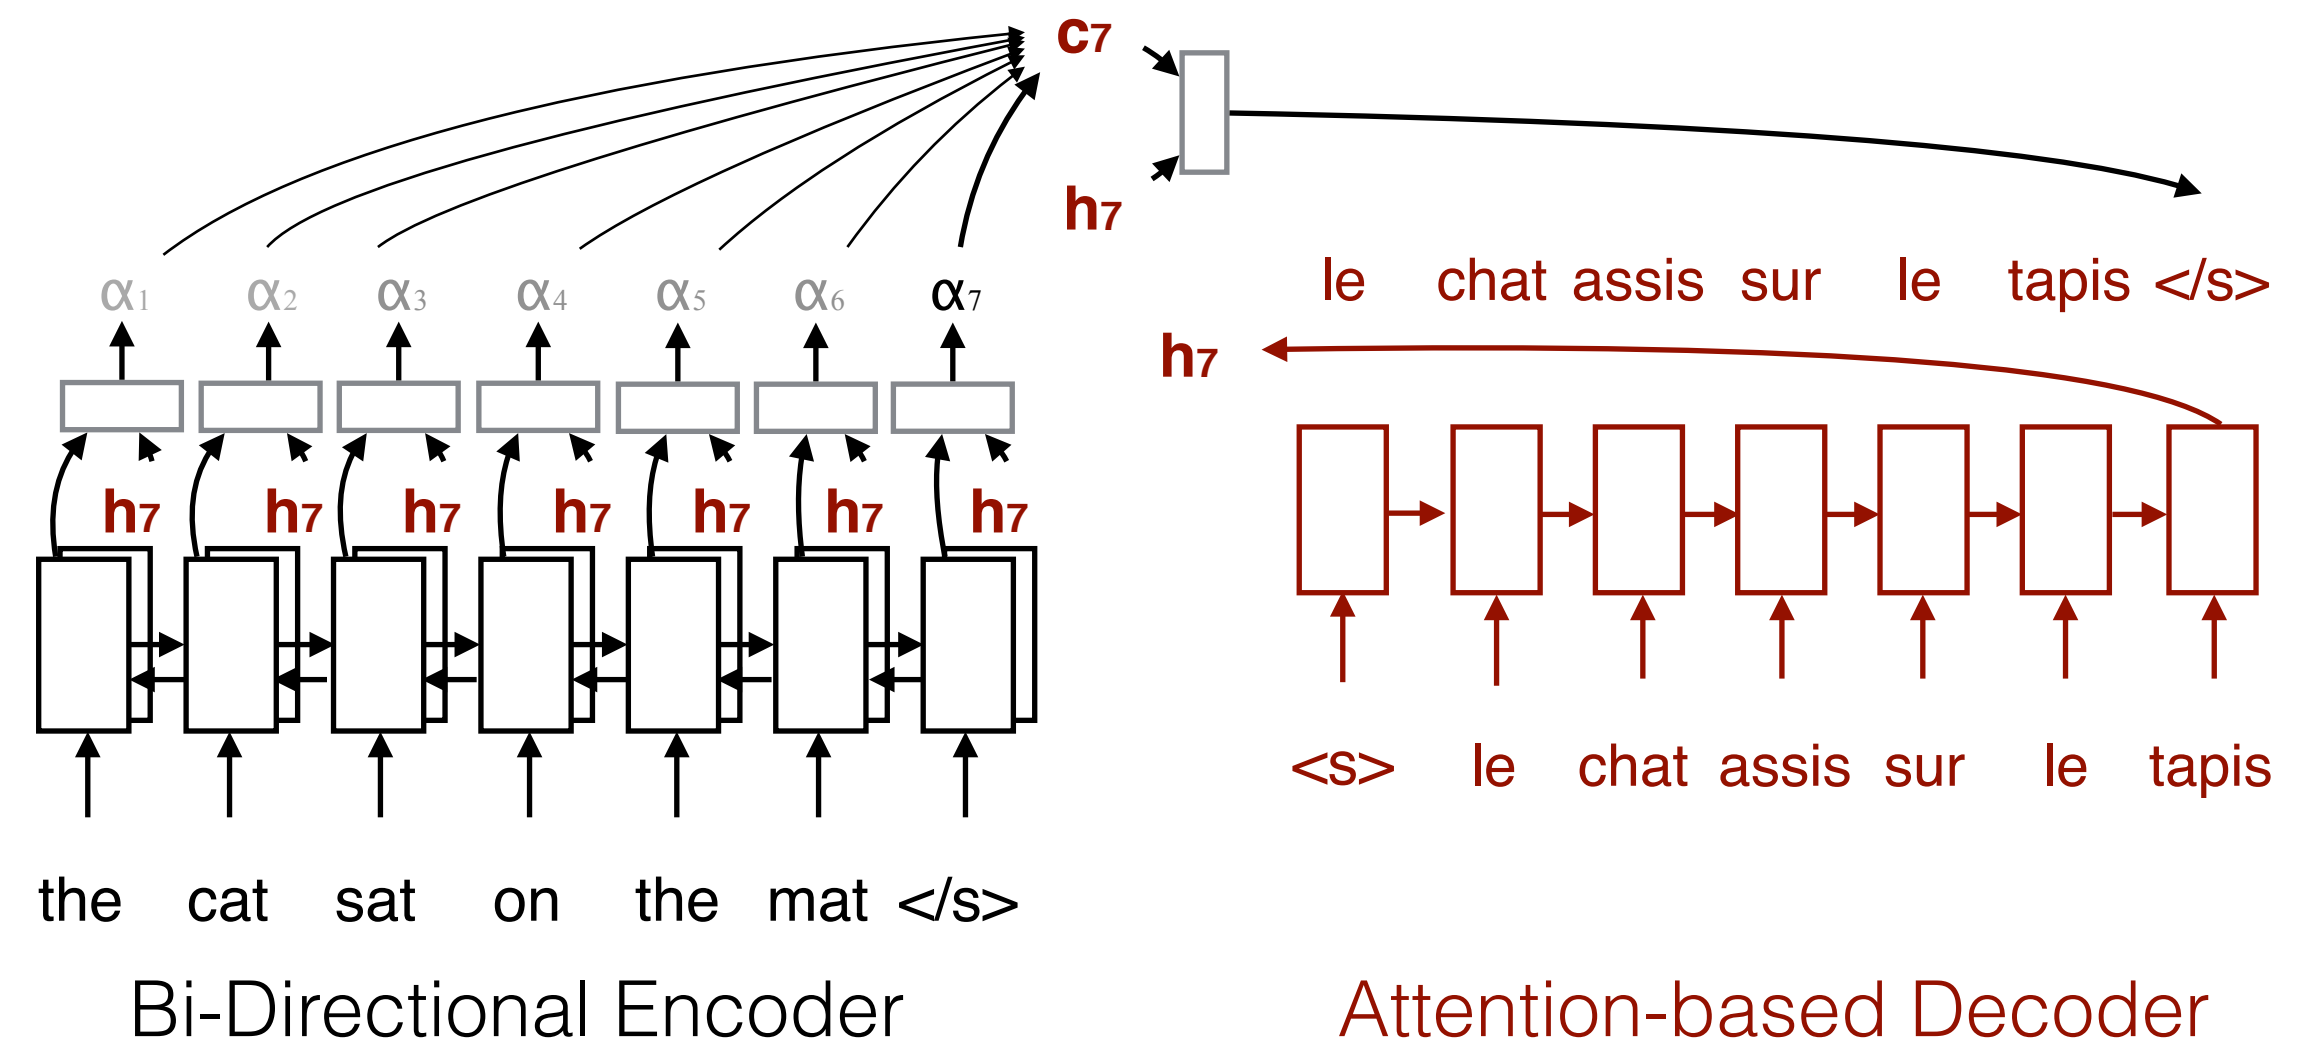 c7
h7
α1 α2 α3 α4 α5 α6 α7
le chat assis sur le tapis </s>
h7
h7 h7 h7 h7 h7 h7 h7
<s> le chat assis sur le tapis
the cat sat on the mat </s>
Bi-Directional Encoder
Attention-based Decoder